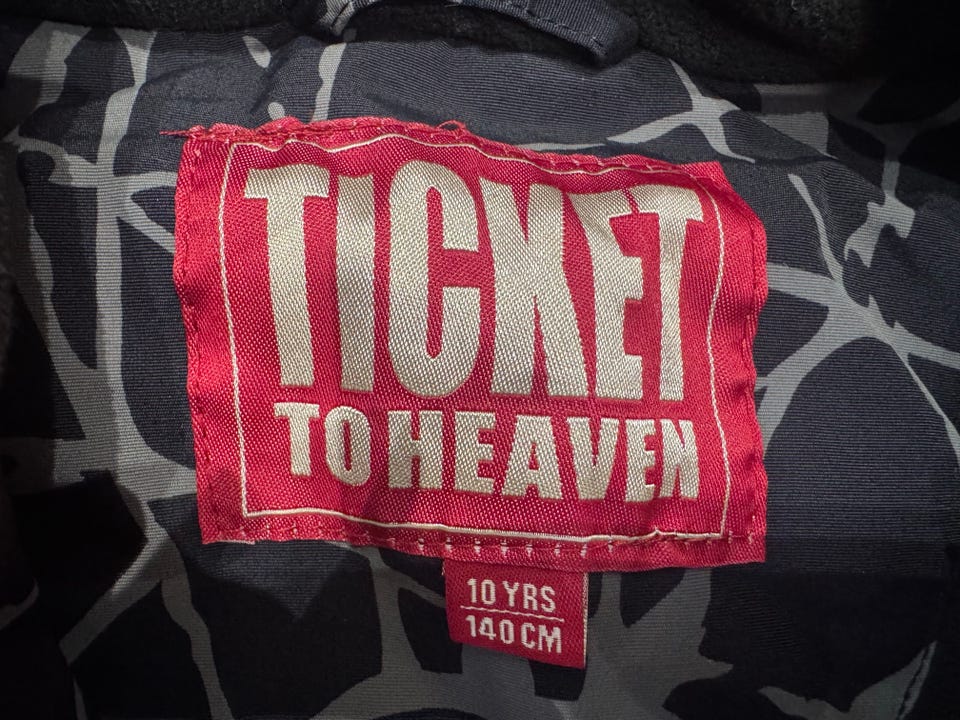 TICKET
TO HEAVEN
10 YRS
140 CM